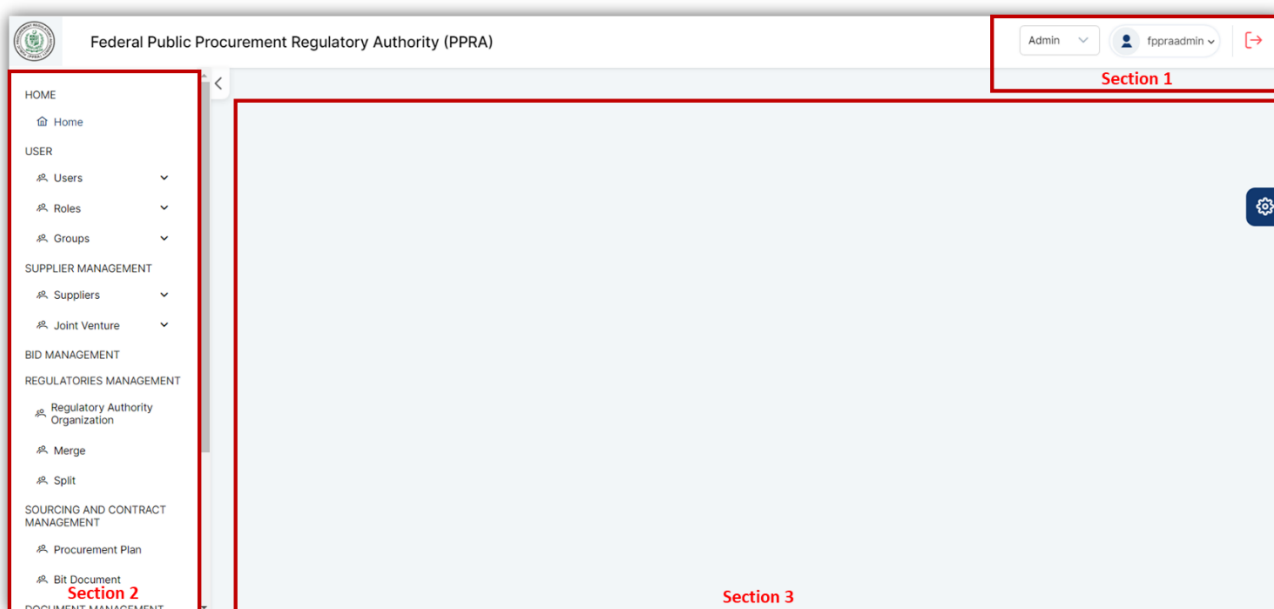 Federal Public Procurement Regulatory Authority (PPRA)
Admin
fppraadmin
Section 1
HOME
Home
USER
Users
Roles
Groups
SUPPLIER MANAGEMENT
Suppliers
Joint Venture
BID MANAGEMENT
REGULATORIES MANAGEMENT
Regulatory Authority
Organization
Merge
Split
SOURCING AND CONTRACT
MANAGEMENT
Procurement Plan
Bit Document
Section 2
DOCUMENT MANAGEMENT
Section 3